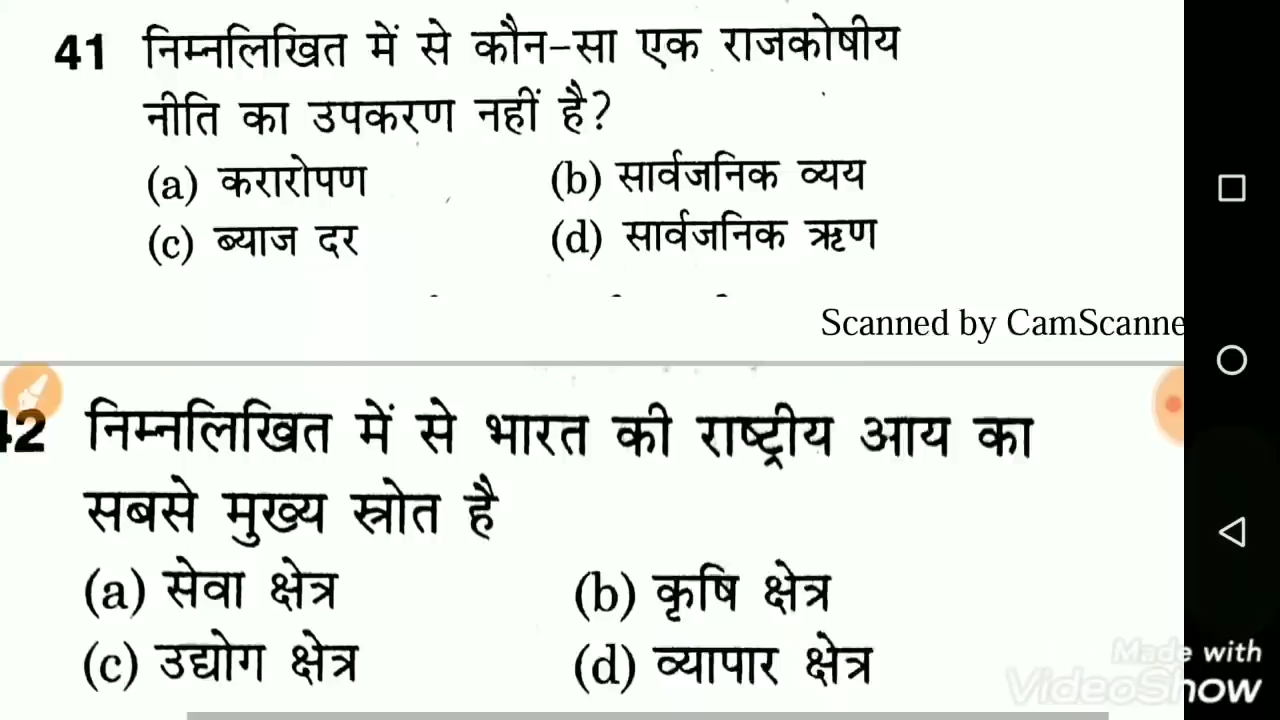 41 निम्नलिखित में से कौन-सा एक राजकोषीय
नीति का उपकरण नहीं है?
(a) करारोपण (b) सार्वजनिक व्यय
(c) ब्याज दर (d) सार्वजनिक ऋण
Scanned by CamScanne
42 निम्नलिखित में से भारत की राष्ट्रीय आय का
सबसे मुख्य स्रोत है
(a) सेवा क्षेत्र (b) कृषि क्षेत्र
(c) उद्योग क्षेत्र (d) व्यापार क्षेत्र
Made with
VideoShow